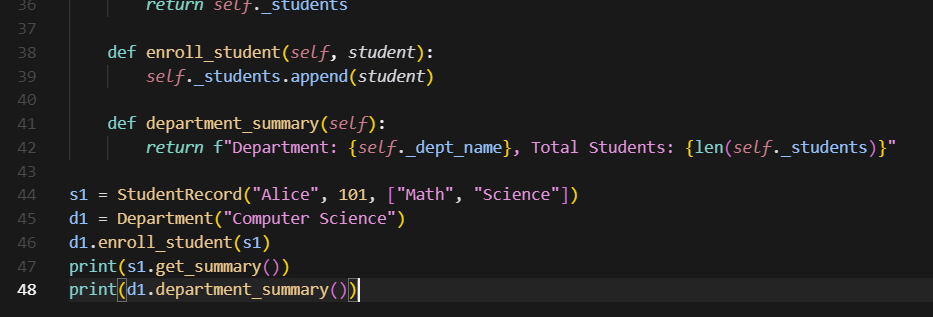 36 return self._students
37
38 def enroll_student(self, student):
39 self._students.append(student)
40
41 def department_summary(self):
42 return f"Department: {self._dept_name}, Total Students: {len(self._students)}"
43
44 s1 = StudentRecord("Alice", 101, ["Math", "Science"])
45 d1 = Department("Computer Science")
46 d1.enroll_student(s1)
47 print(s1.get_summary())
48 print(d1.department_summary())